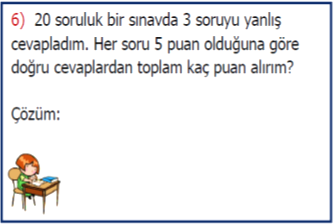 6) 20 soruluk bir sınavda 3 soruyu yanlış
cevapladım. Her soru 5 puan olduğuna göre
doğru cevaplardan toplam kaç puan alırım?
Çözüm: